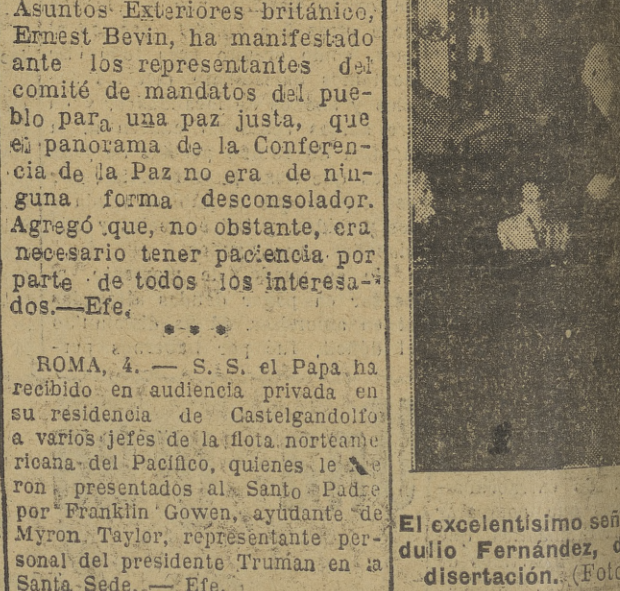 Asuntos Exteriores británico,
Ernest Bevin, ha manifestado
ante los representantes del
comité de mandatos del pue-
blo para una paz justa, que
el panorama de la Conferen-
cia de la Paz no era de nin-
guna forma desconsolador.
Agregó que, no obstante, era
necesario tener paciencia por
parte de todos los interesa-
dos.—Efe.
* * *
ROMA, 4. — S. S. el Papa ha
recibido en audiencia privada en
su residencia de Castelgandolfo
a varios jefes de la flota norteame
ricana del Pacífico, quienes le
ron presentados al Santo Padre
por Franklin Gowen, ayudante de
Myron Taylor, representante per-
sonal del presidente Truman en la
Santa Sede. — Efe.
El excelentísimo señ
dulio Fernández, d
disertación. (Foto